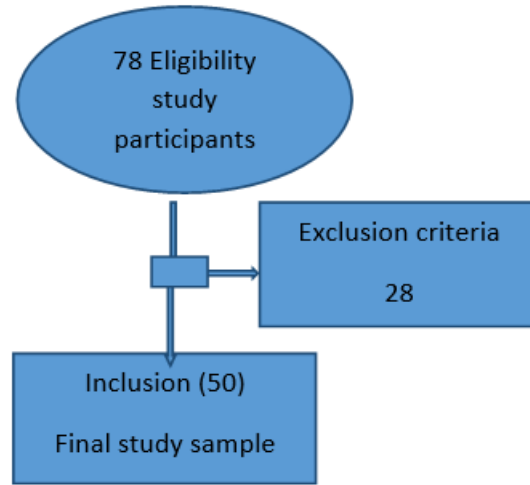 78 Eligibility
study
participants
Exclusion criteria
28
Inclusion (50)
Final study sample